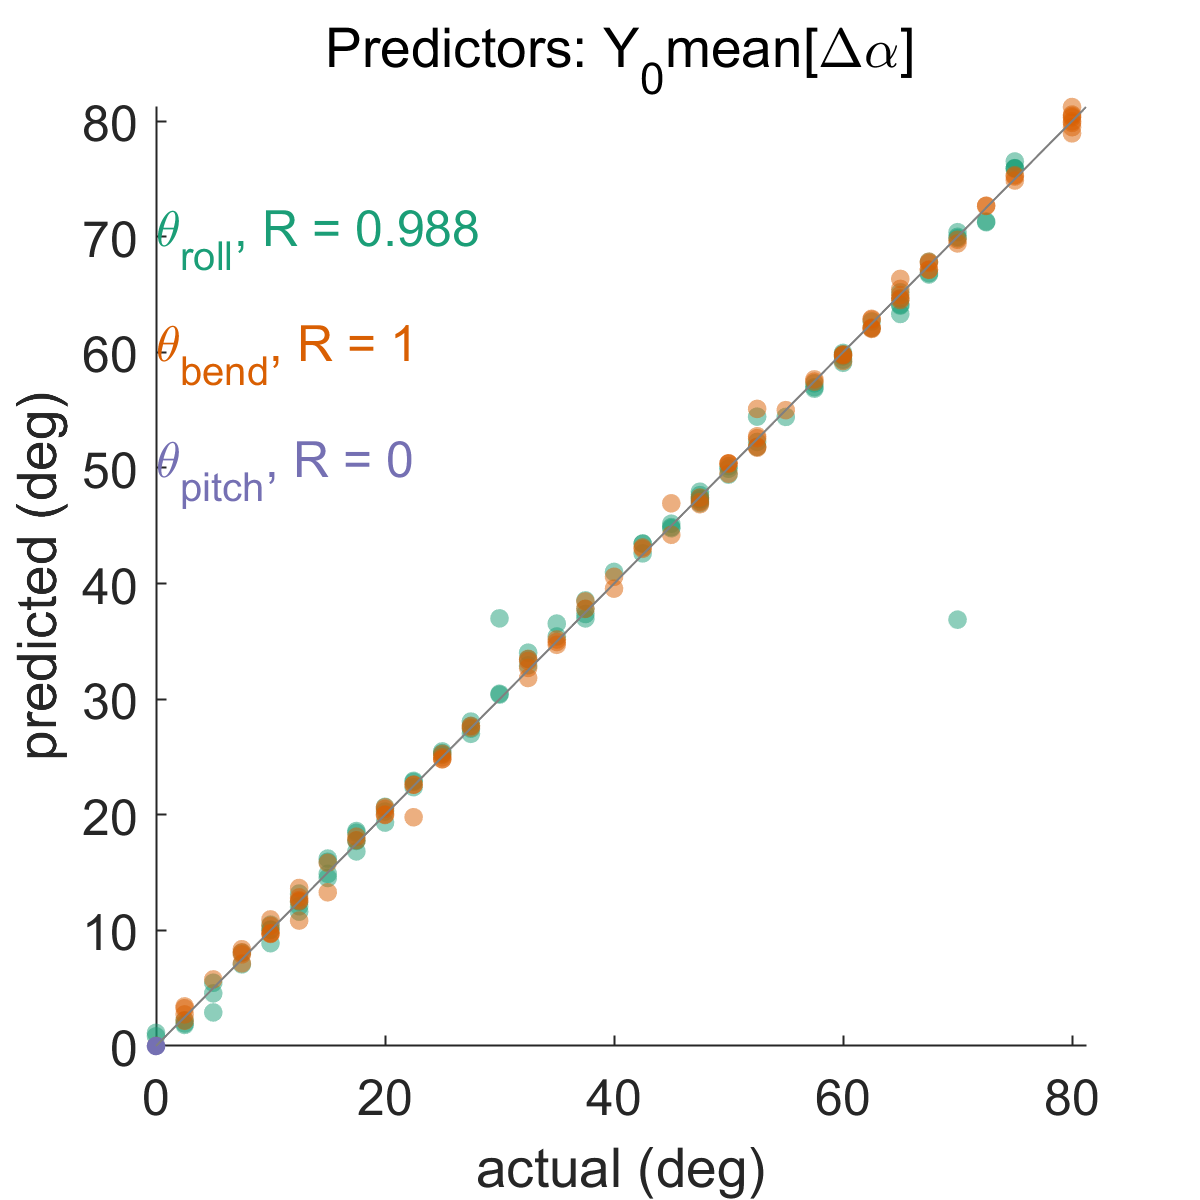 Predictors: Y₀mean[Δα]
80
70
60
50
40
30
20
10
0
θroll, R = 0.988
θbend, R = 1
θpitch, R = 0
predicted (deg)
0 20 40 60 80
actual (deg)